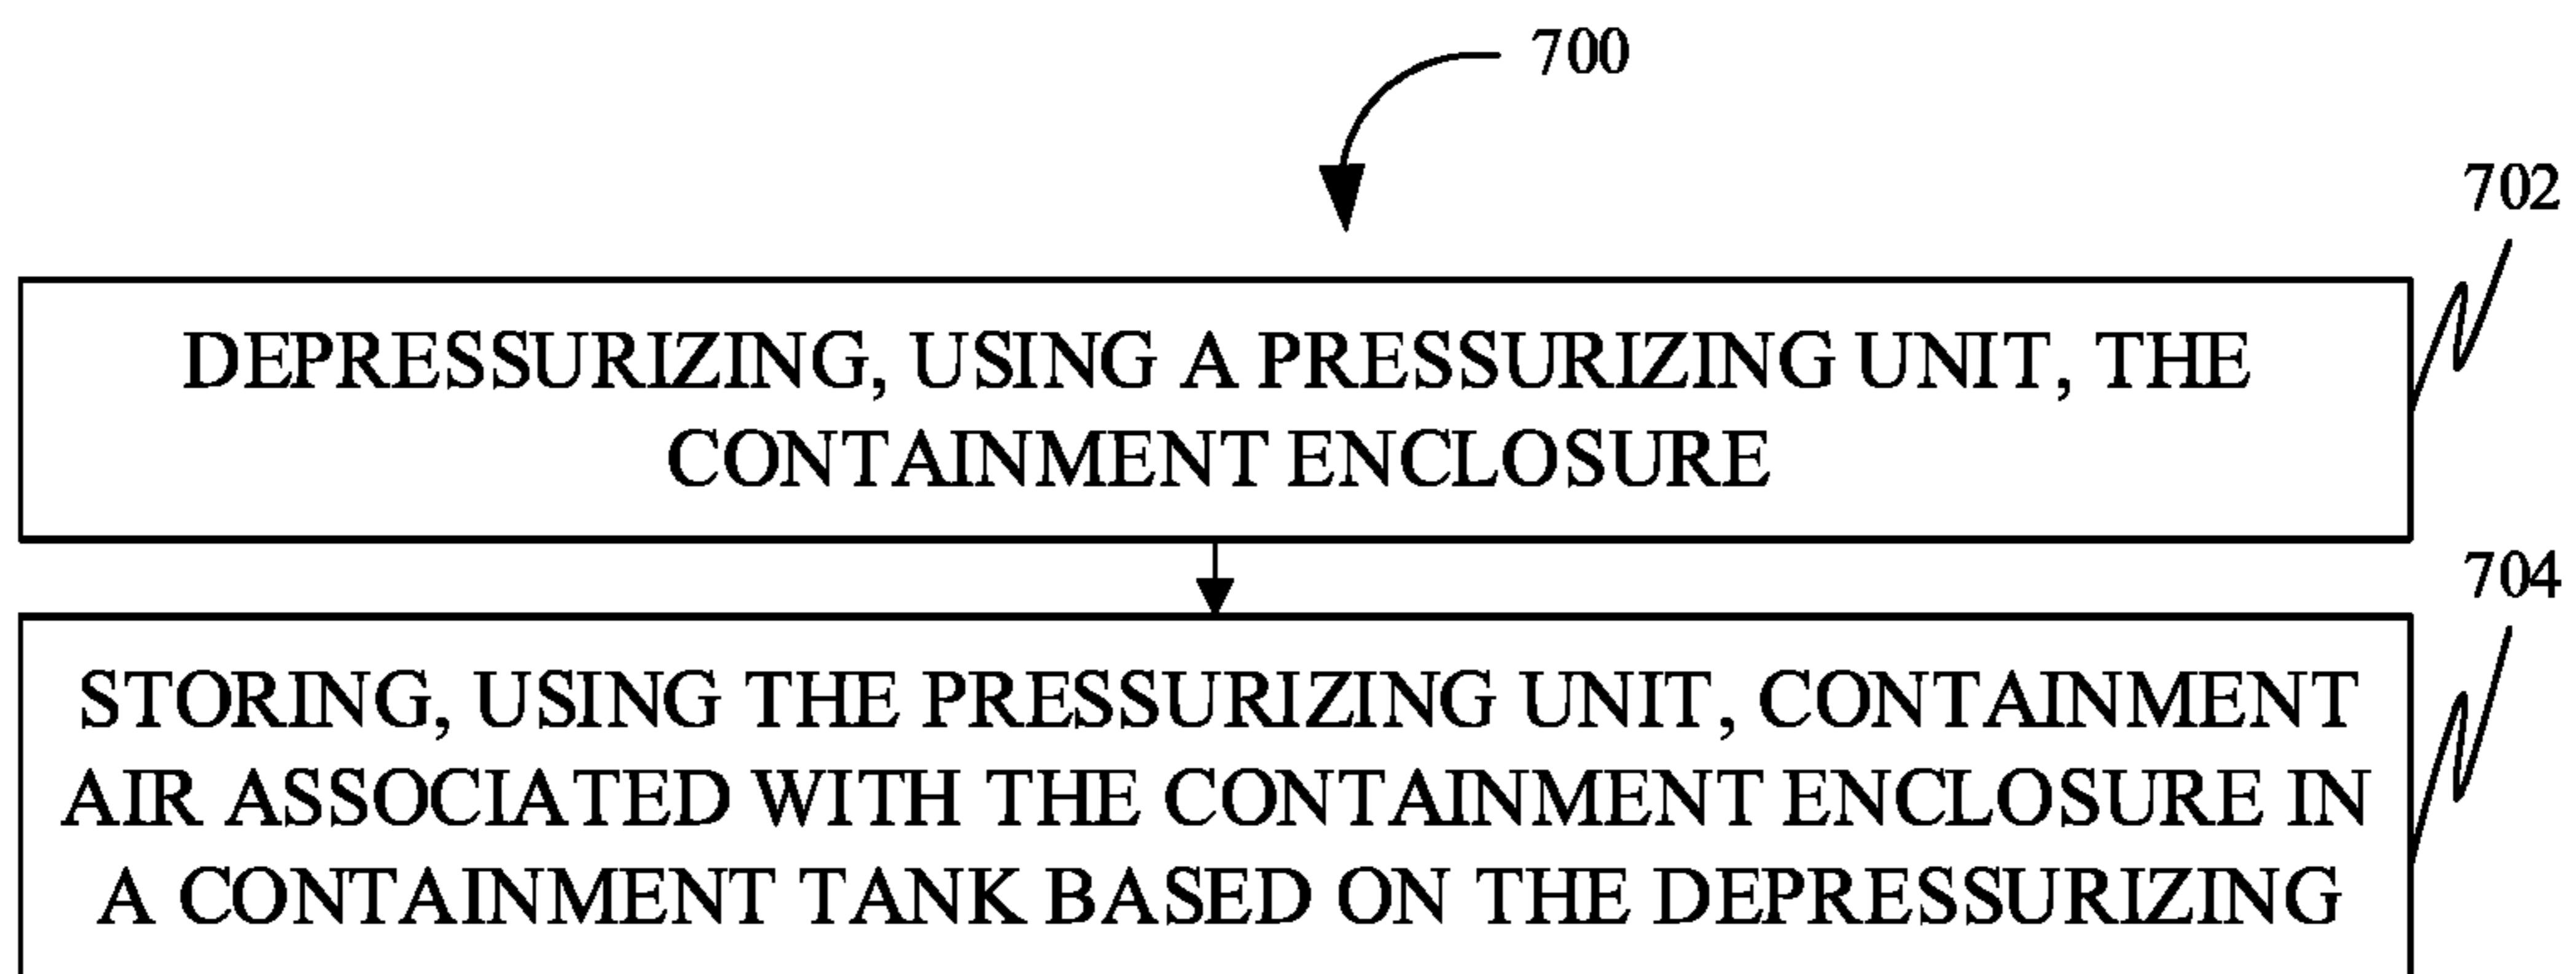 700
702
DEPRESSURIZING, USING A PRESSURIZING UNIT, THE
CONTAINMENT ENCLOSURE
704
STORING, USING THE PRESSURIZING UNIT, CONTAINMENT
AIR ASSOCIATED WITH THE CONTAINMENT ENCLOSURE IN
A CONTAINMENT TANK BASED ON THE DEPRESSURIZING